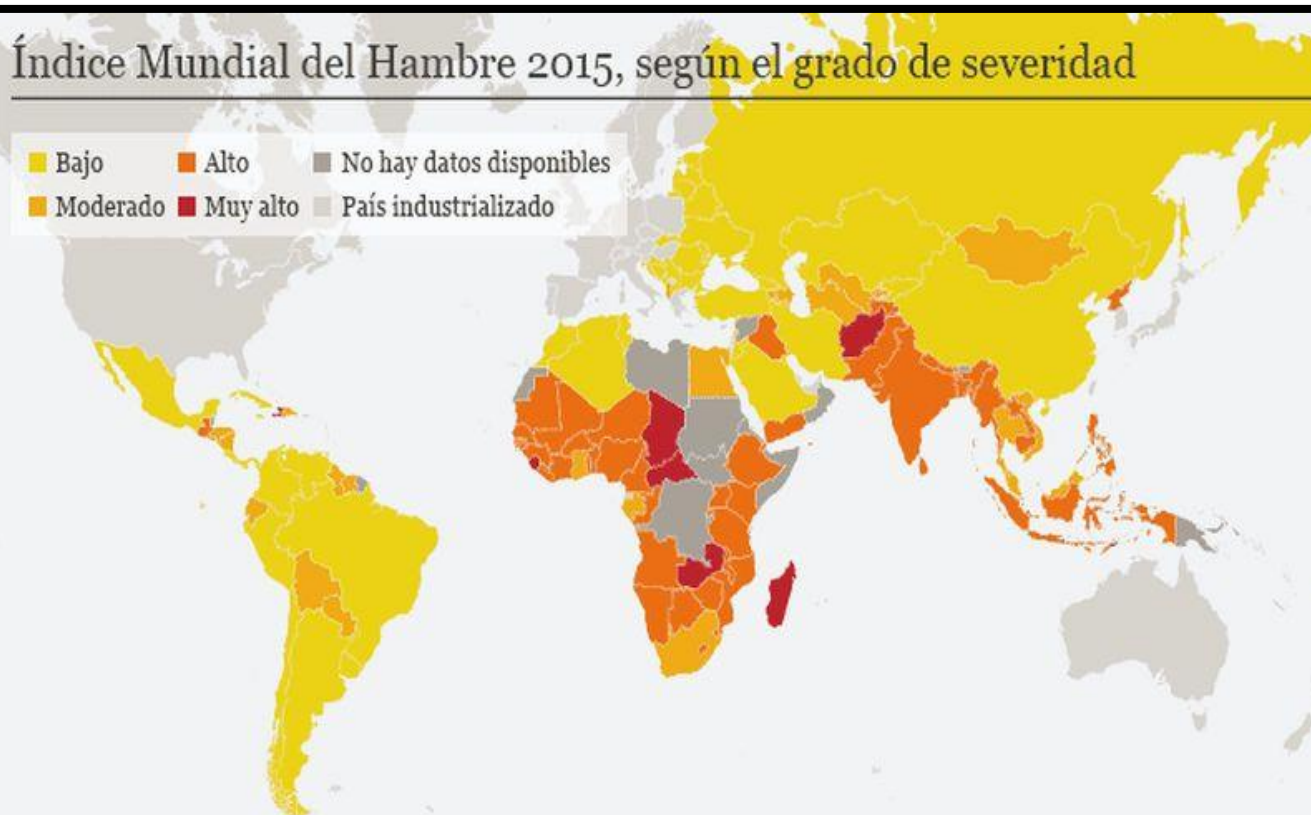 Índice Mundial del Hambre 2015, según el grado de severidad
Bajo Alto No hay datos disponibles
Moderado Muy alto País industrializado